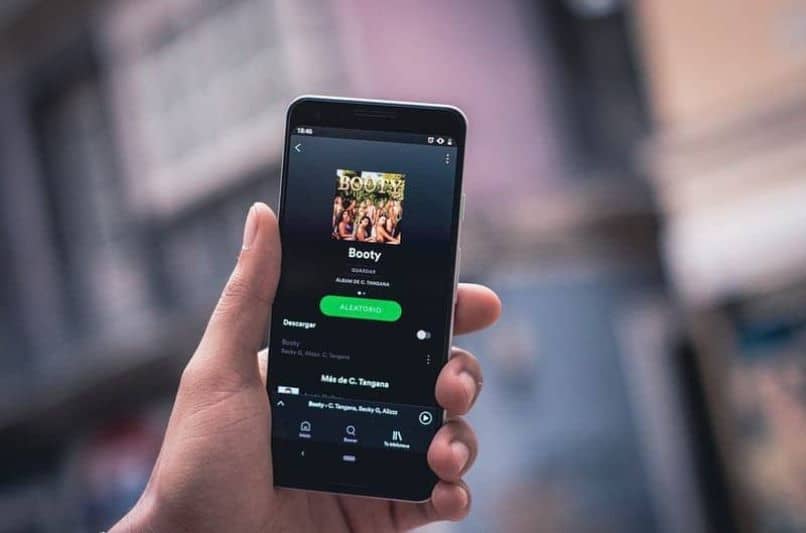 18:46
BOOTY
Booty
GUARDAR
ÁLBUM DE C. TANGANA
ALEATORIO
Descargar
Booty
Becky G, Alizzz, C. Tangana
Más de C. Tangana
Booty • C. Tangana, Becky G, Alizzz
Inicio
Buscar
Tu biblioteca